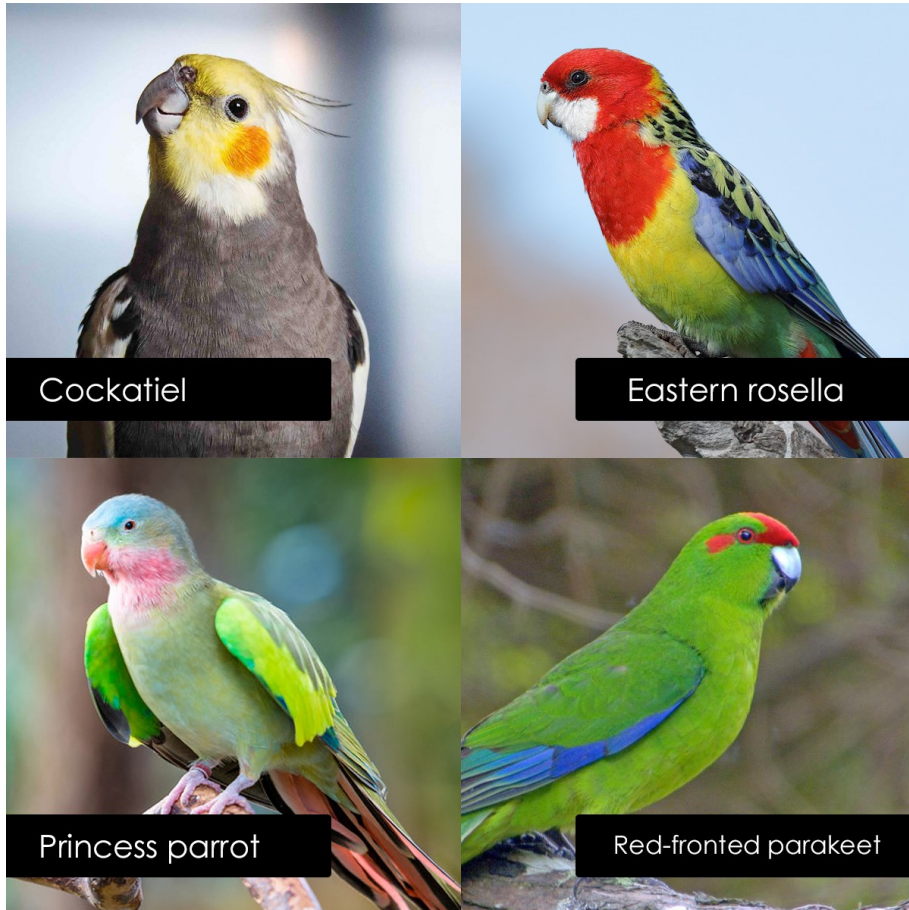 Cockatiel
Eastern rosella
Princess parrot
Red-fronted parakeet